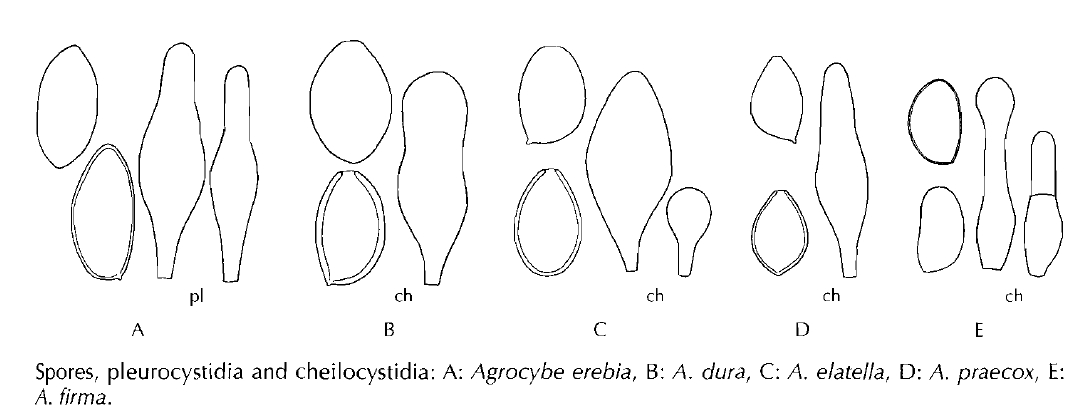 pl ch ch ch ch
A B C D E
Spores, pleurocystidia and cheilocystidia: A: Agrocybe erebia, B: A. dura, C: A. elatella, D: A. praecox, E:
A. firma.